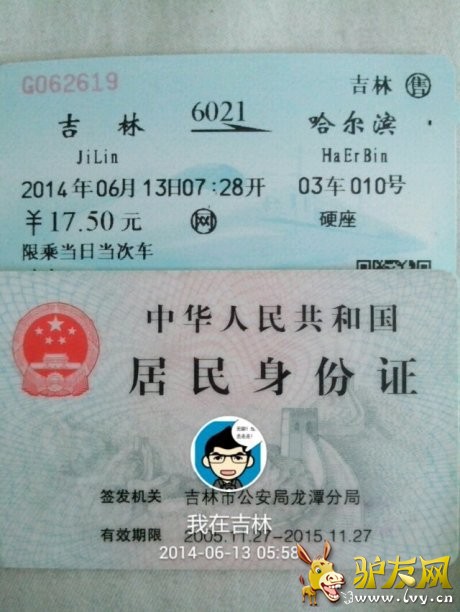 G062619
吉林 售
吉林 6021 哈尔滨
JiLin HaErBin
2014年06月13日07:28开 03车010号
￥17.50元 网 硬座
限乘当日当次车
中华人民共和国
居民身份证
签发机关 吉林市公安局龙潭分局
有效期限 2005.11.27-2015.11.27
我在吉林
2014-06-13 05:58
驴友网
www.lvy.cn